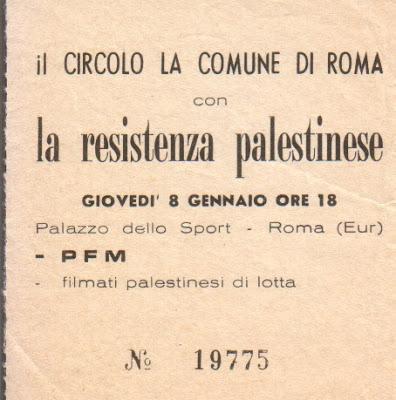 il CIRCOLO LA COMUNE DI ROMA
con
la resistenza palestinese
GIOVEDI' 8 GENNAIO ORE 18
Palazzo dello Sport - Roma (Eur)
- PFM
- filmati palestinesi di lotta
№ 19775